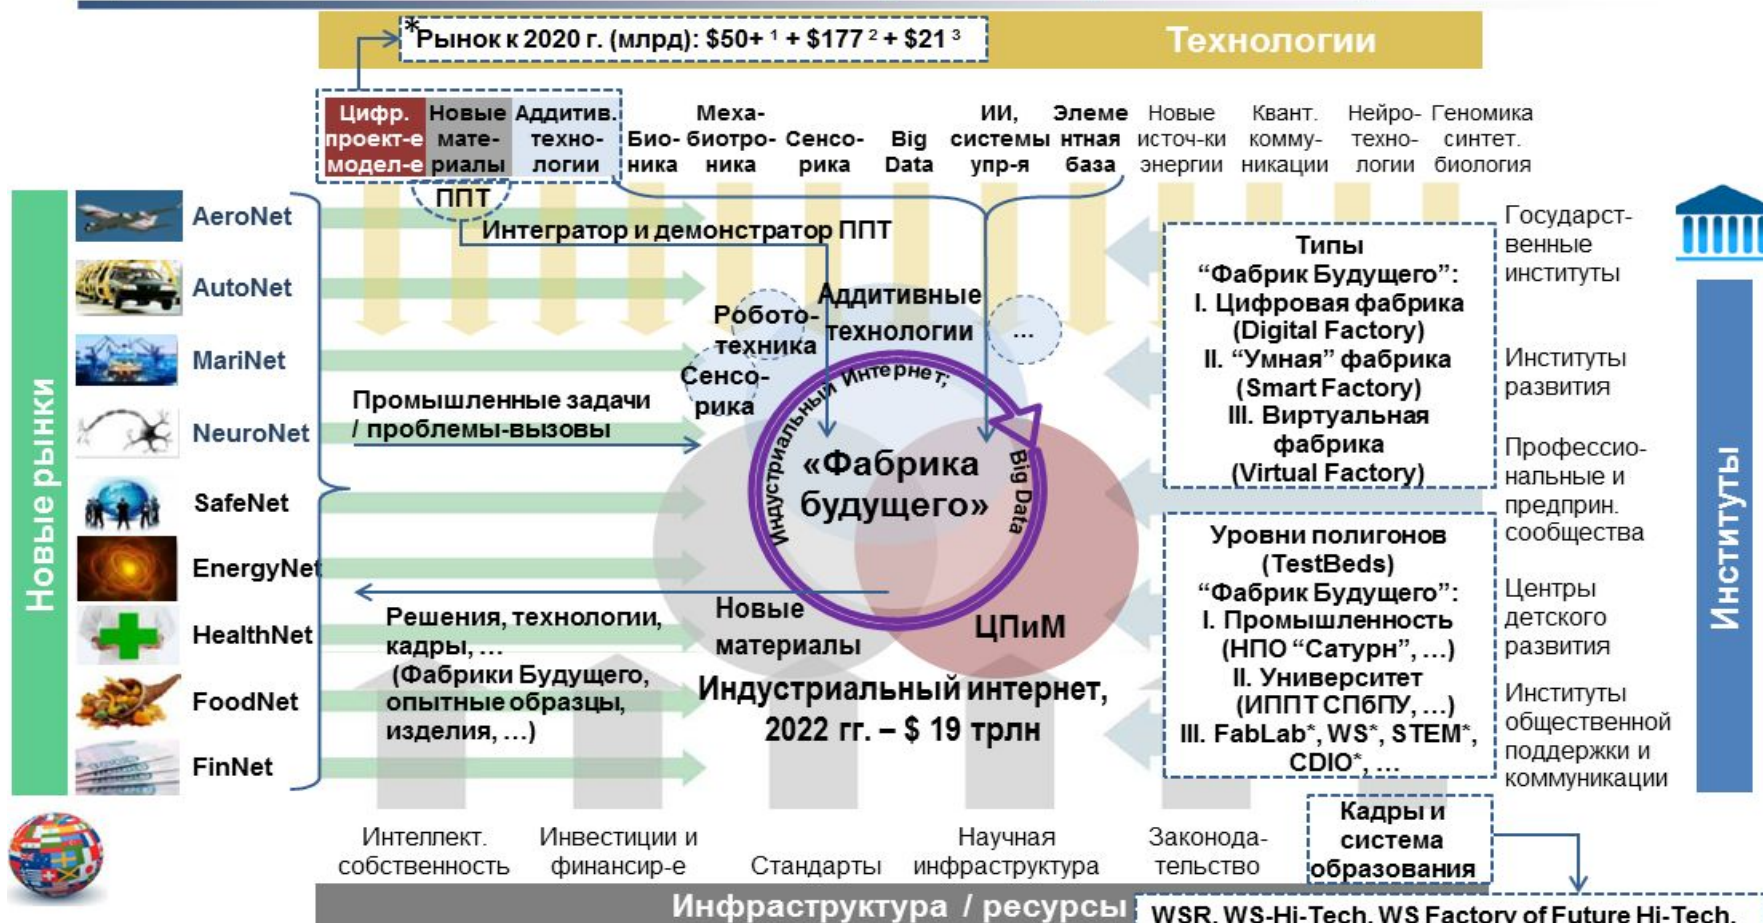 *Рынок к 2020 г. (млрд): $50+ ¹ + $177 ² + $21 ³
Технологии
Цифр.
проект-е
модел-е
Новые
мате-
риалы
Аддитив.
техно-
логии
Био-
ника
Меха-
биотро-
ника
Сенсо-
рика
Big
Data
ИИ,
системы
упр-я
Элеме
нтная
база
Новые
источ-ки
энергии
Квант.
комму-
никации
Нейро-
техно-
логии
Геномика
синтет.
биология
ППТ
Интегратор и демонстратор ППТ
Новые рынки
AeroNet
AutoNet
MariNet
NeuroNet
SafeNet
EnergyNet
HealthNet
FoodNet
FinNet
Промышленные задачи
/ проблемы-вызовы
Решения, технологии,
кадры, …
(Фабрики Будущего,
опытные образцы,
изделия, …)
Робото-
техника
Аддитивные
технологии
…
Сенсо-
рика
Индустриальный Интернет;
Big Data
«Фабрика
будущего»
Новые
материалы
ЦПиМ
Индустриальный интернет,
2022 гг. – $ 19 трлн
Типы
“Фабрик Будущего”:
I. Цифровая фабрика
(Digital Factory)
II. “Умная” фабрика
(Smart Factory)
III. Виртуальная
фабрика
(Virtual Factory)
Уровни полигонов
(TestBeds)
“Фабрик Будущего”:
I. Промышленность
(НПО “Сатурн”, …)
II. Университет
(ИППТ СПбПУ, …)
III. FabLab*, WS*, STEM*,
CDIO*, …
Государст-
венные
институты
Институты
развития
Профессио-
нальные и
предприн.
сообщества
Центры
детского
развития
Институты
общественной
поддержки и
коммуникации
Институты
Интеллект.
собственность
Инвестиции и
финансир-е
Стандарты
Научная
инфраструктура
Законода-
тельство
Кадры и
система
образования
Инфраструктура / ресурсы
WSR, WS-Hi-Tech, WS Factory of Future Hi-Tech,